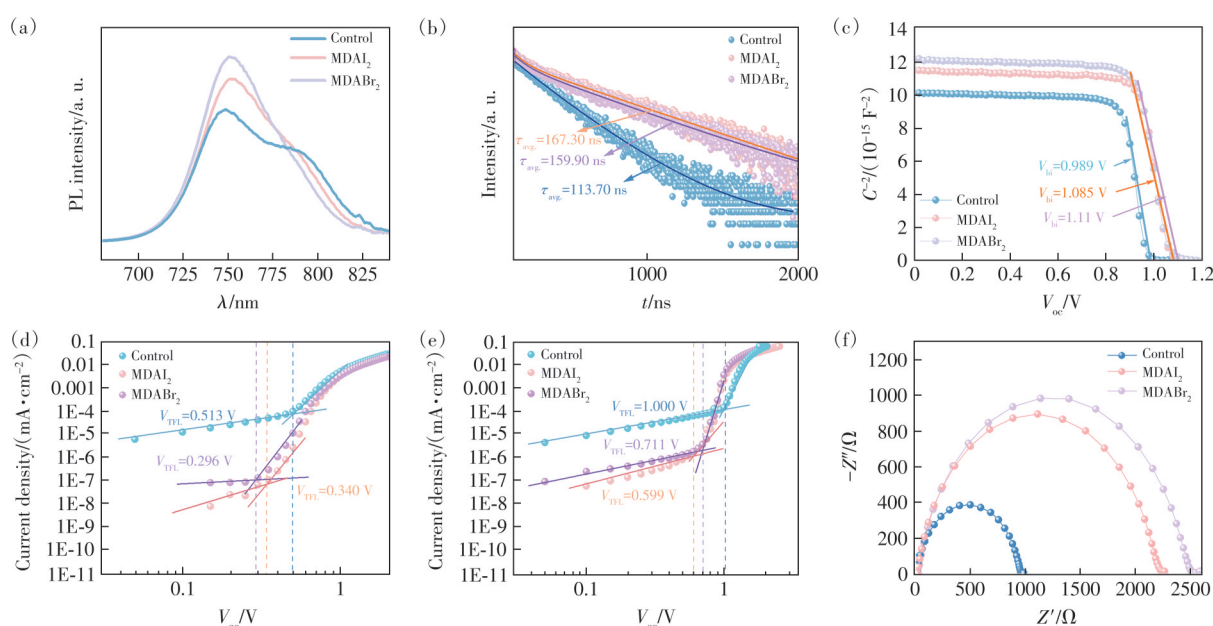 (a)
Control
MDAI₂
MDABr₂
PL intensity/a. u.
700 725 750 775 800 825
λ/nm
(b)
Control
MDAI₂
MDABr₂
Intensity/a. u.
τavg.=167.30 ns
τavg.=159.90 ns
τavg.=113.70 ns
1000 2000
t/ns
(c)
C⁻²/(10⁻¹⁵ F⁻²)
14
12
10
8
6
4
2
0
Vbi=0.989 V
Vbi=1.085 V
Vbi=1.11 V
Control
MDAI₂
MDABr₂
0 0.2 0.4 0.6 0.8 1.0 1.2
Voc/V
(d)
Current density/(mA•cm⁻²)
0.1
0.01
0.001
1E-4
1E-5
1E-6
1E-7
1E-8
1E-9
1E-10
1E-11
Control
MDAI₂
MDABr₂
VTFL=0.513 V
VTFL=0.296 V
VTFL=0.340 V
0.1 1
(e)
Current density/(mA•cm⁻²)
0.1
0.01
0.001
1E-4
1E-5
1E-6
1E-7
1E-8
1E-9
1E-10
1E-11
Control
MDAI₂
MDABr₂
VTFL=1.000 V
VTFL=0.711 V
VTFL=0.599 V
0.1 1
(f)
-Z″/Ω
1200
1000
800
600
400
200
0
Control
MDAI₂
MDABr₂
0 500 1000 1500 2000 2500
Z′/Ω